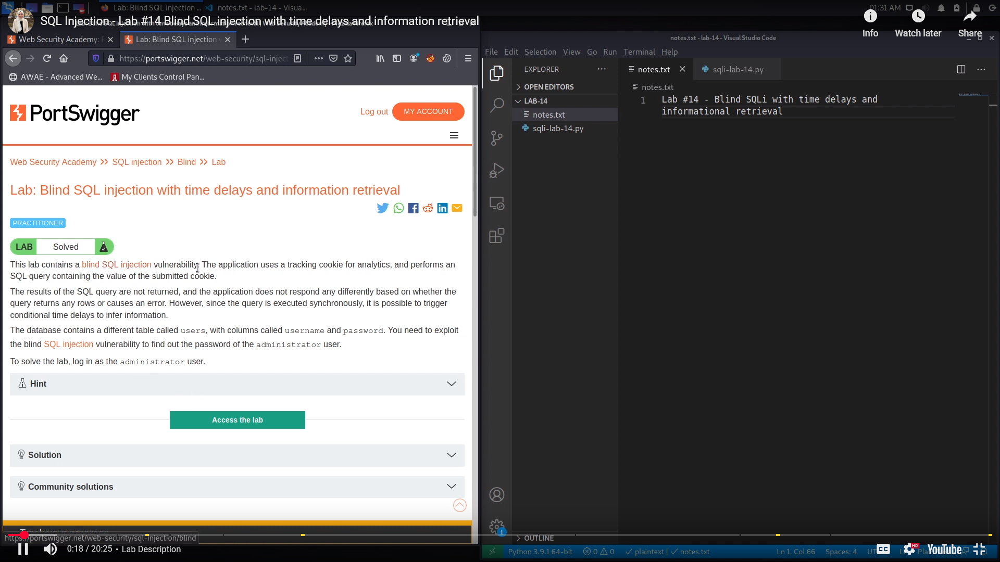 Lab: Blind SQL injection ...
notes.txt - lab-14 - Visua...
01:31 AM
SQL Injection - Lab #14 Blind SQL injection with time delays and information retrieval
Info
Watch later
Share
Web Security Academy:
Lab: Blind SQL injection
notes.txt - lab-14 - Visual Studio Code
https://portswigger.net/web-security/sql-inject
AWAE - Advanced We...
My Clients Control Pan...
File Edit Selection View Go Run Terminal Help
EXPLORER
OPEN EDITORS
LAB-14
notes.txt
sqli-lab-14.py
notes.txt
sqli-lab-14.py
notes.txt
1 Lab #14 - Blind SQLi with time delays and
informational retrieval
PortSwigger
Log out
MY ACCOUNT
Web Security Academy >> SQL injection >> Blind >> Lab
Lab: Blind SQL injection with time delays and information retrieval
PRACTITIONER
LAB Solved
This lab contains a blind SQL injection vulnerability. The application uses a tracking cookie for analytics, and performs an
SQL query containing the value of the submitted cookie.
The results of the SQL query are not returned, and the application does not respond any differently based on whether the
query returns any rows or causes an error. However, since the query is executed synchronously, it is possible to trigger
conditional time delays to infer information.
The database contains a different table called users, with columns called username and password. You need to exploit
the blind SQL injection vulnerability to find out the password of the administrator user.
To solve the lab, log in as the administrator user.
Hint
Access the lab
Solution
Community solutions
Track your progress
https://portswigger.net/web-security/sql-injection/blind
0:18 / 20:25 • Lab Description
OUTLINE
1
Python 3.9.1 64-bit
0 0
plaintext | notes.txt
Ln 1, Col 66
Spaces: 4
CC
HD
YouTube